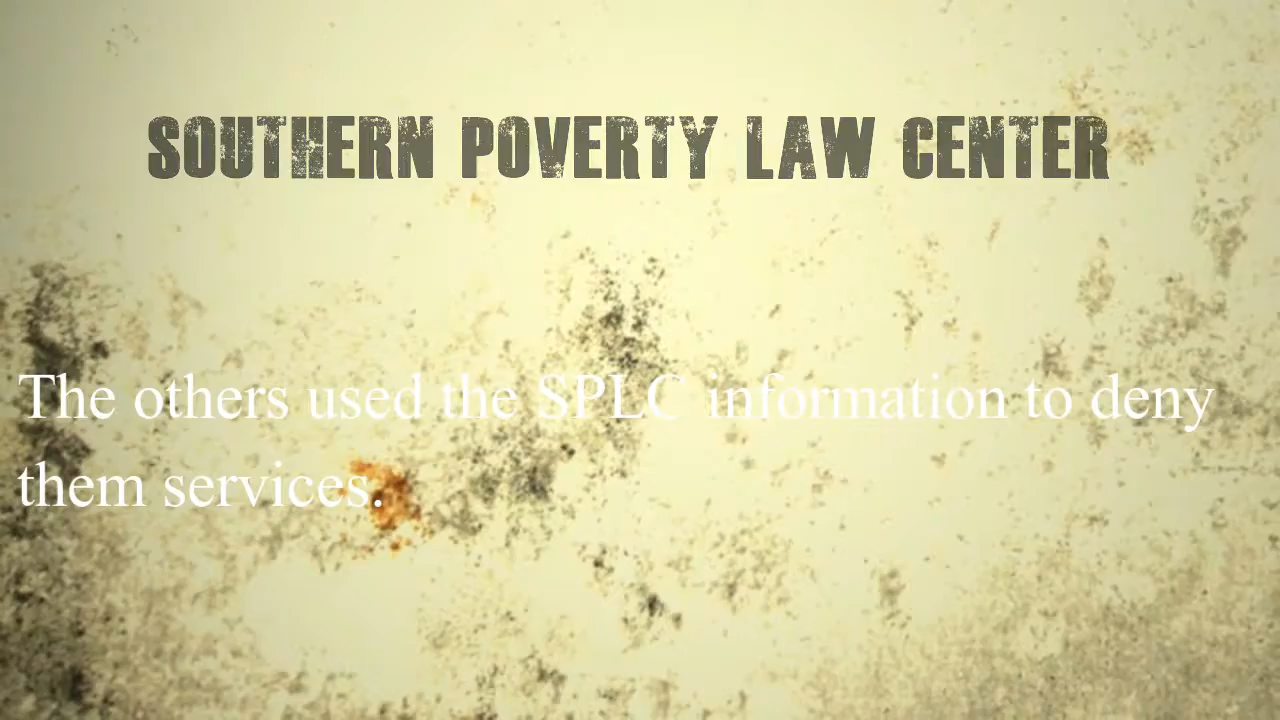 SOUTHERN POVERTY LAW CENTER
The others used the SPLC information to deny
them services.